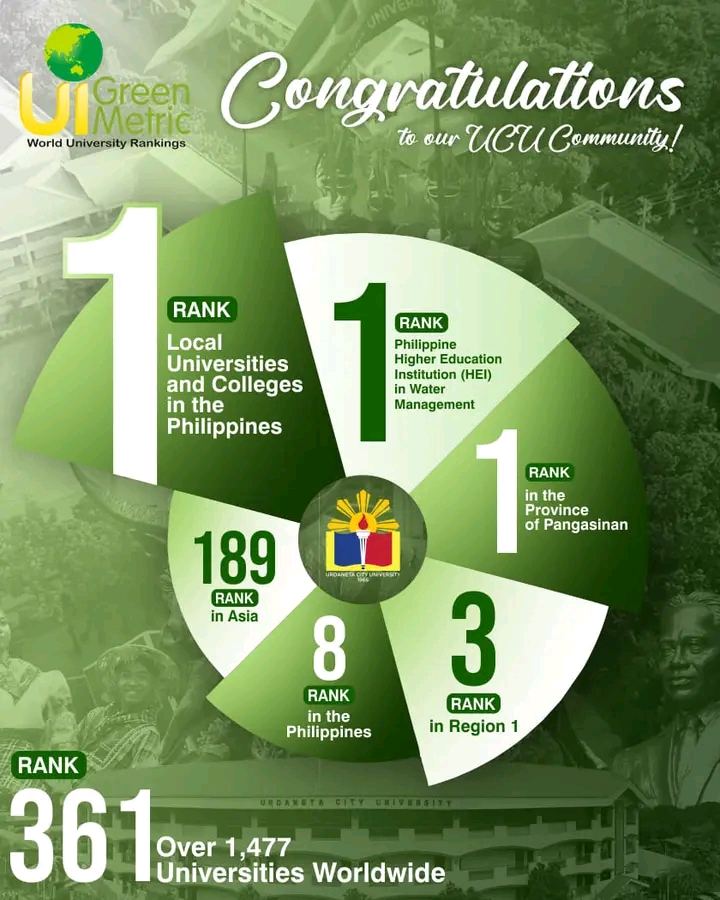 UI Green
Metric
World University Rankings
Congratulations
to our UCU Community!
1
RANK
Local
Universities
and Colleges
in the
Philippines
1
RANK
Philippine
Higher Education
Institution (HEI)
in Water
Management
1
RANK
in the
Province
of Pangasinan
189
RANK
in Asia
URDANETA CITY UNIVERSITY
1966
8
RANK
in the
Philippines
3
RANK
in Region 1
RANK
361
Over 1,477
Universities Worldwide
URDANETA CITY UNIVERSITY